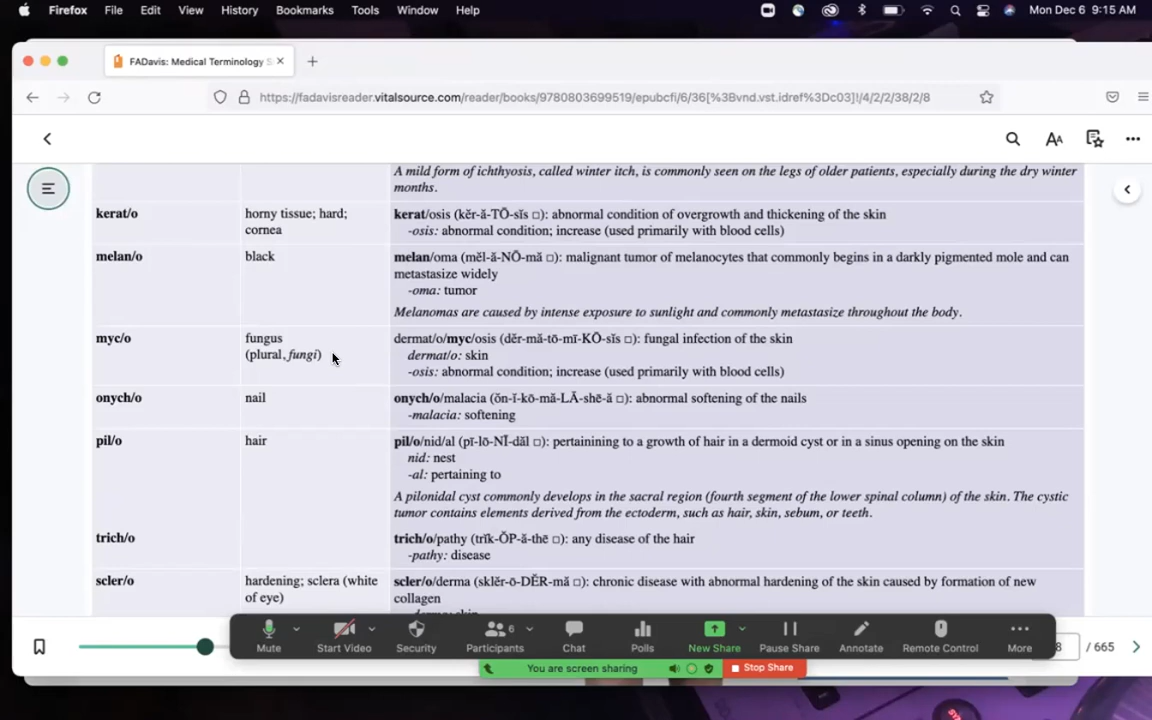 Firefox File Edit View History Bookmarks Tools Window Help Mon Dec 6 9:15 AM
FADavis: Medical Terminology S
https://fadavisreader.vitalsource.com/reader/books/9780803699519/epubcfi/6/36[%3Bvnd.vst.idref%3Dc03]!/4/2/2/38/2/8
AA
A mild form of ichthyosis, called winter itch, is commonly seen on the legs of older patients, especially during the dry winter
months.
kerat/o horny tissue; hard; kerat/osis (kĕr-ă-TŌ-sĭs □): abnormal condition of overgrowth and thickening of the skin
cornea -osis: abnormal condition; increase (used primarily with blood cells)
melan/o black melan/oma (mĕl-ă-NŌ-mă □): malignant tumor of melanocytes that commonly begins in a darkly pigmented mole and can
metastasize widely
-oma: tumor
Melanomas are caused by intense exposure to sunlight and commonly metastasize throughout the body.
myc/o fungus dermat/o/myc/osis (dĕr-mă-tō-mī-KŌ-sĭs □): fungal infection of the skin
(plural, fungi) dermat/o: skin
-osis: abnormal condition; increase (used primarily with blood cells)
onych/o nail onych/o/malacia (ŏn-ĭ-kō-mă-LĀ-shē-ă □): abnormal softening of the nails
-malacia: softening
pil/o hair pil/o/nid/al (pī-lō-NĪ-dăl □): pertainining to a growth of hair in a dermoid cyst or in a sinus opening on the skin
nid: nest
-al: pertaining to
A pilonidal cyst commonly develops in the sacral region (fourth segment of the lower spinal column) of the skin. The cystic
tumor contains elements derived from the ectoderm, such as hair, skin, sebum, or teeth.
trich/o trich/o/pathy (trĭk-ŎP-ă-thē □): any disease of the hair
-pathy: disease
scler/o hardening; sclera (white scler/o/derma (sklĕr-ō-DĔR-mă □): chronic disease with abnormal hardening of the skin caused by formation of new
of eye) collagen
6
Mute Start Video Security Participants Chat Polls New Share Pause Share Annotate Remote Control More
8 / 665
You are screen sharing Stop Share